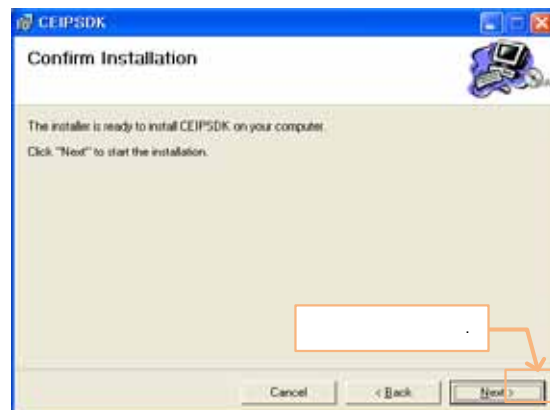 CEIPSDK
Confirm Installation
The installer is ready to install CEIPSDK on your computer.
Click "Next" to start the installation.
.
Cancel
< Back
Next >